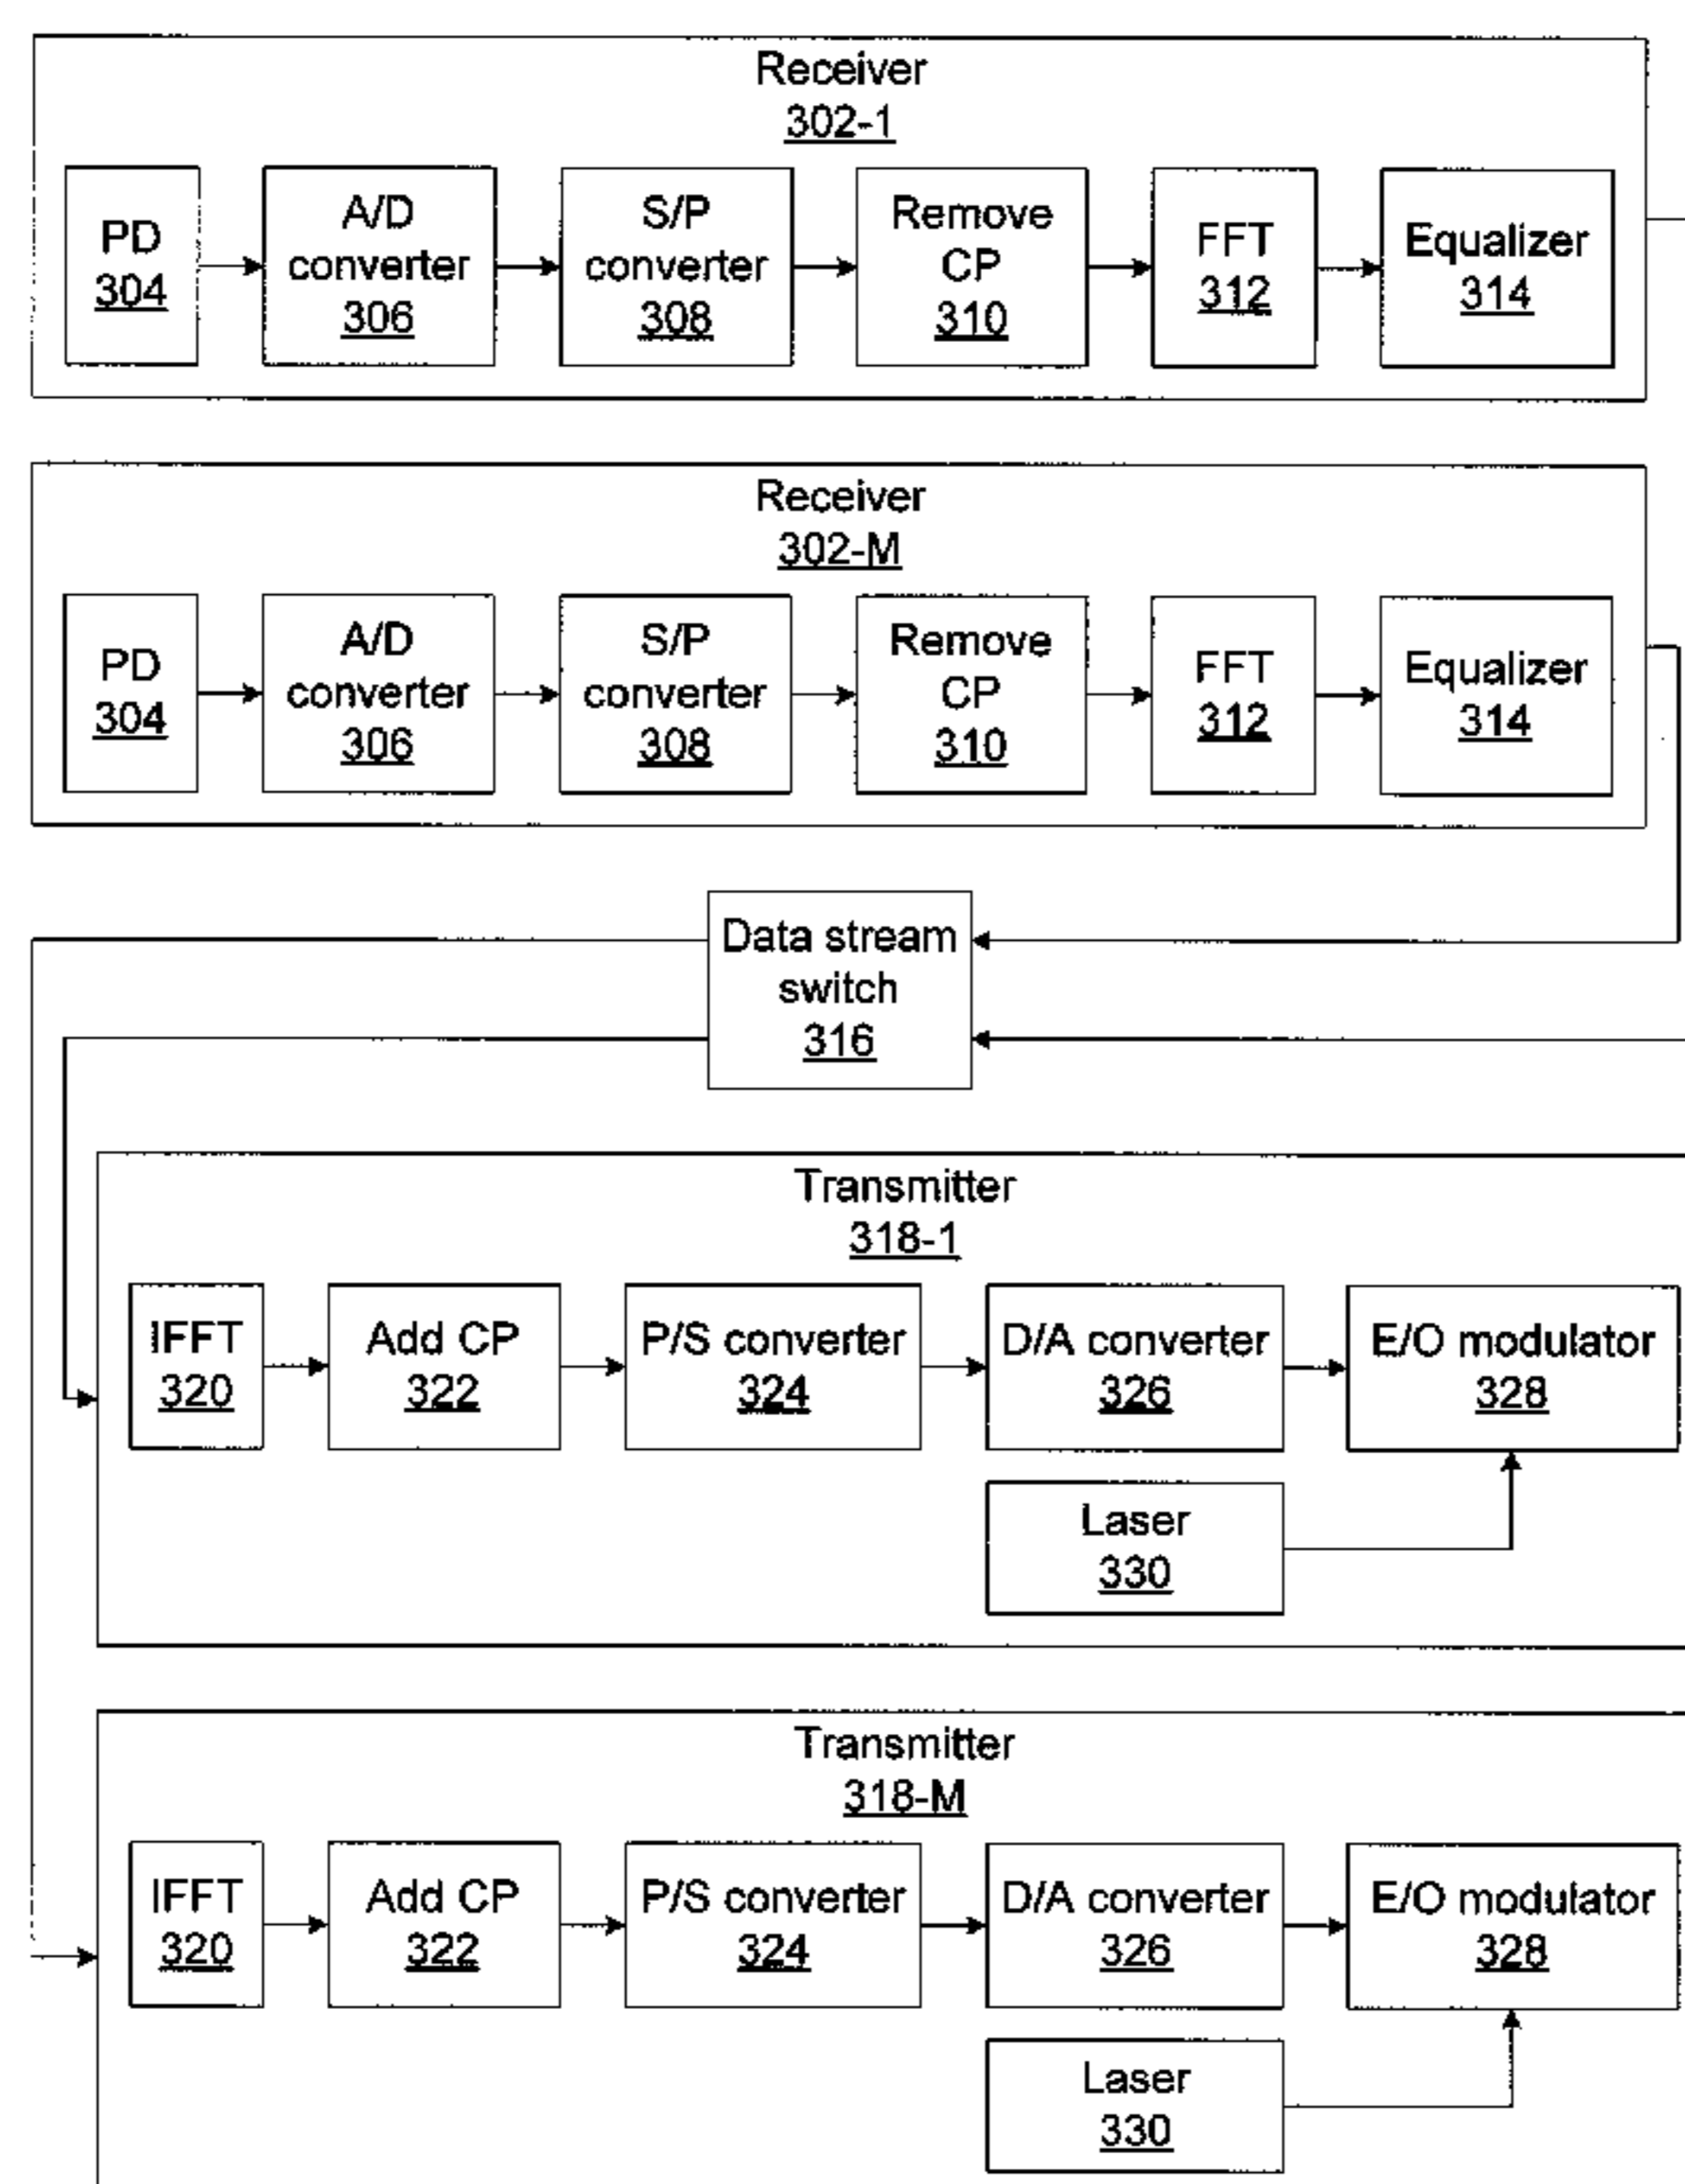 Receiver
302-1
PD
304
A/D
converter
306
S/P
converter
308
Remove
CP
310
FFT
312
Equalizer
314
Receiver
302-M
PD
304
A/D
converter
306
S/P
converter
308
Remove
CP
310
FFT
312
Equalizer
314
Data stream
switch
316
Transmitter
318-1
IFFT
320
Add CP
322
P/S converter
324
D/A converter
326
E/O modulator
328
Laser
330
Transmitter
318-M
IFFT
320
Add CP
322
P/S converter
324
D/A converter
326
E/O modulator
328
Laser
330